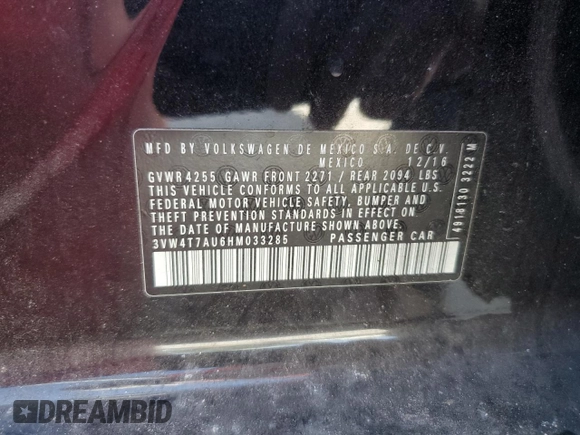 MFD BY VOLKSWAGEN DE MEXICO S.A. DE C.V.
MEXICO 12/16
GVWR 4255 GAWR FRONT 2271 / REAR 2094 LBS
THIS VEHICLE CONFORMS TO ALL APPLICABLE U.S.
FEDERAL MOTOR VEHICLE SAFETY, BUMPER AND
THEFT PREVENTION STANDARDS IN EFFECT ON
THE DATE OF MANUFACTURE SHOWN ABOVE.
3VW4T7AU6HM033285 PASSENGER CAR
4918130 3222 M
DREAMBID